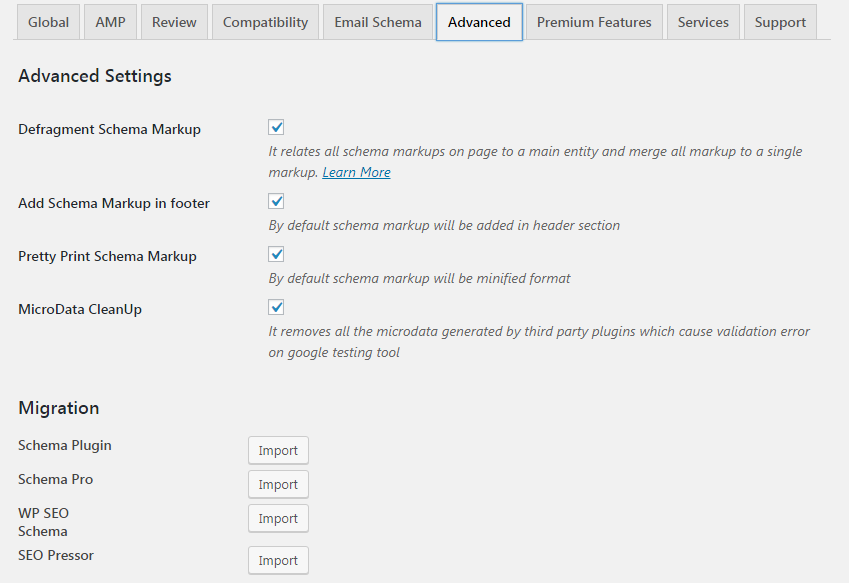 Global AMP Review Compatibility Email Schema Advanced Premium Features Services Support
Advanced Settings
Defragment Schema Markup
It relates all schema markups on page to a main entity and merge all markup to a single
markup. Learn More
Add Schema Markup in footer
By default schema markup will be added in header section
Pretty Print Schema Markup
By default schema markup will be minified format
MicroData CleanUp
It removes all the microdata generated by third party plugins which cause validation error
on google testing tool
Migration
Schema Plugin Import
Schema Pro Import
WP SEO
Schema Import
SEO Pressor Import